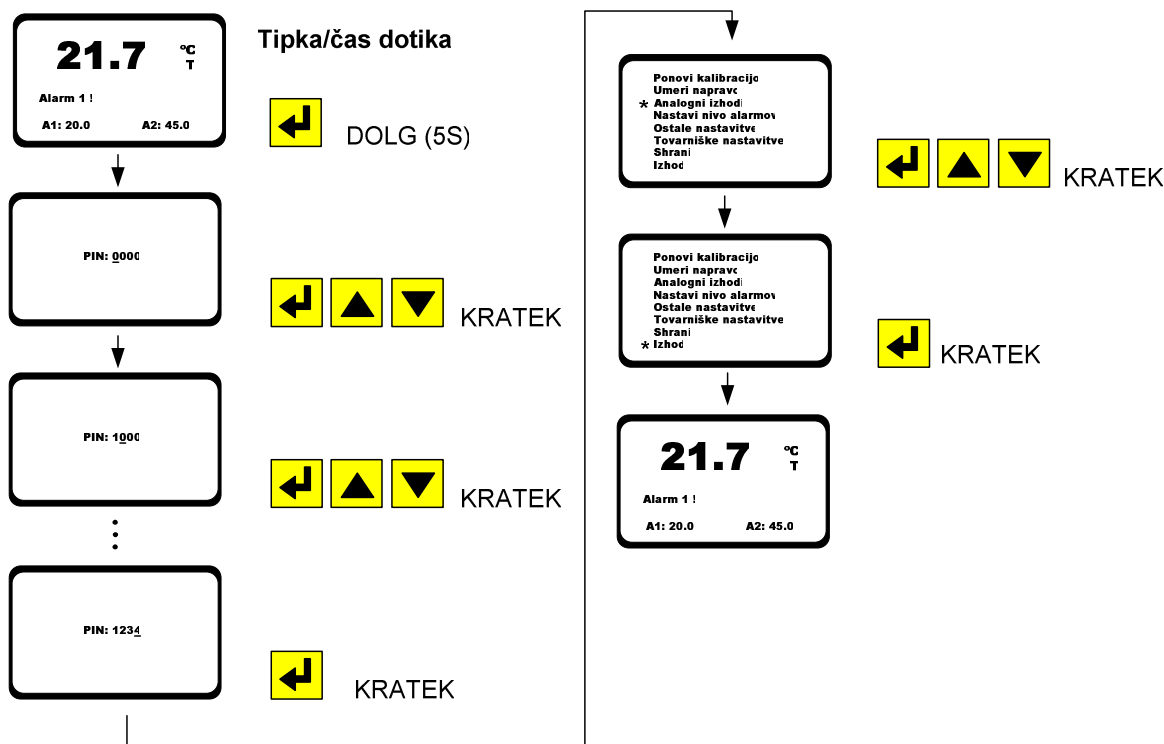 21.7 °C
T
Alarm 1 !
A1: 20.0 A2: 45.0
Tipka/čas dotika
DOLG (5S)
PIN: 0000
KRATEK
PIN: 1000
KRATEK
PIN: 1234
KRATEK
Ponovi kalibracijo
Umeri napravo
* Analogni izhodi
Nastavi nivo alarmov
Ostale nastavitve
Tovarniške nastavitve
Shrani
Izhod
KRATEK
Ponovi kalibracijo
Umeri napravo
Analogni izhodi
Nastavi nivo alarmov
Ostale nastavitve
Tovarniške nastavitve
Shrani
* Izhod
KRATEK
21.7 °C
T
Alarm 1 !
A1: 20.0 A2: 45.0